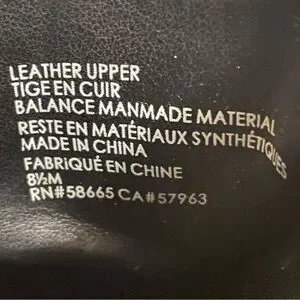 LEATHER UPPER
TIGE EN CUIR
BALANCE MANMADE MATERIAL
RESTE EN MATÉRIAUX SYNTHÉTIQUES
MADE IN CHINA
FABRIQUÉ EN CHINE
8½M
RN#58665 CA#57963